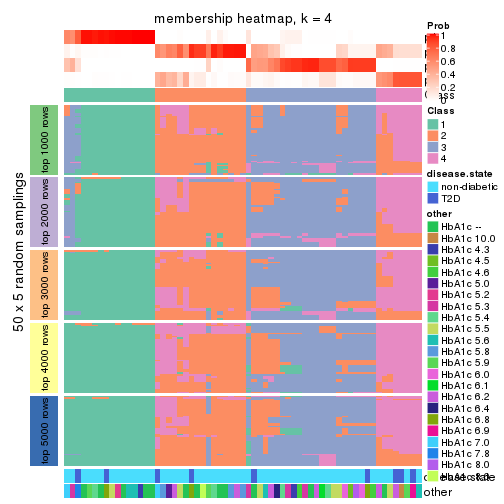 membership heatmap, k = 4
50 x 5 random samplings
top 1000 rows
top 2000 rows
top 3000 rows
top 4000 rows
top 5000 rows
Prob
1
0.8
0.6
0.4
0.2
0
Class
1
2
3
4
disease.state
non-diabetic
T2D
other
HbA1c --
HbA1c 10.0
HbA1c 4.3
HbA1c 4.5
HbA1c 4.6
HbA1c 5.0
HbA1c 5.2
HbA1c 5.3
HbA1c 5.4
HbA1c 5.5
HbA1c 5.6
HbA1c 5.8
HbA1c 5.9
HbA1c 6.0
HbA1c 6.1
HbA1c 6.2
HbA1c 6.4
HbA1c 6.8
HbA1c 6.9
HbA1c 7.0
HbA1c 7.8
HbA1c 8.0
disease.state
other